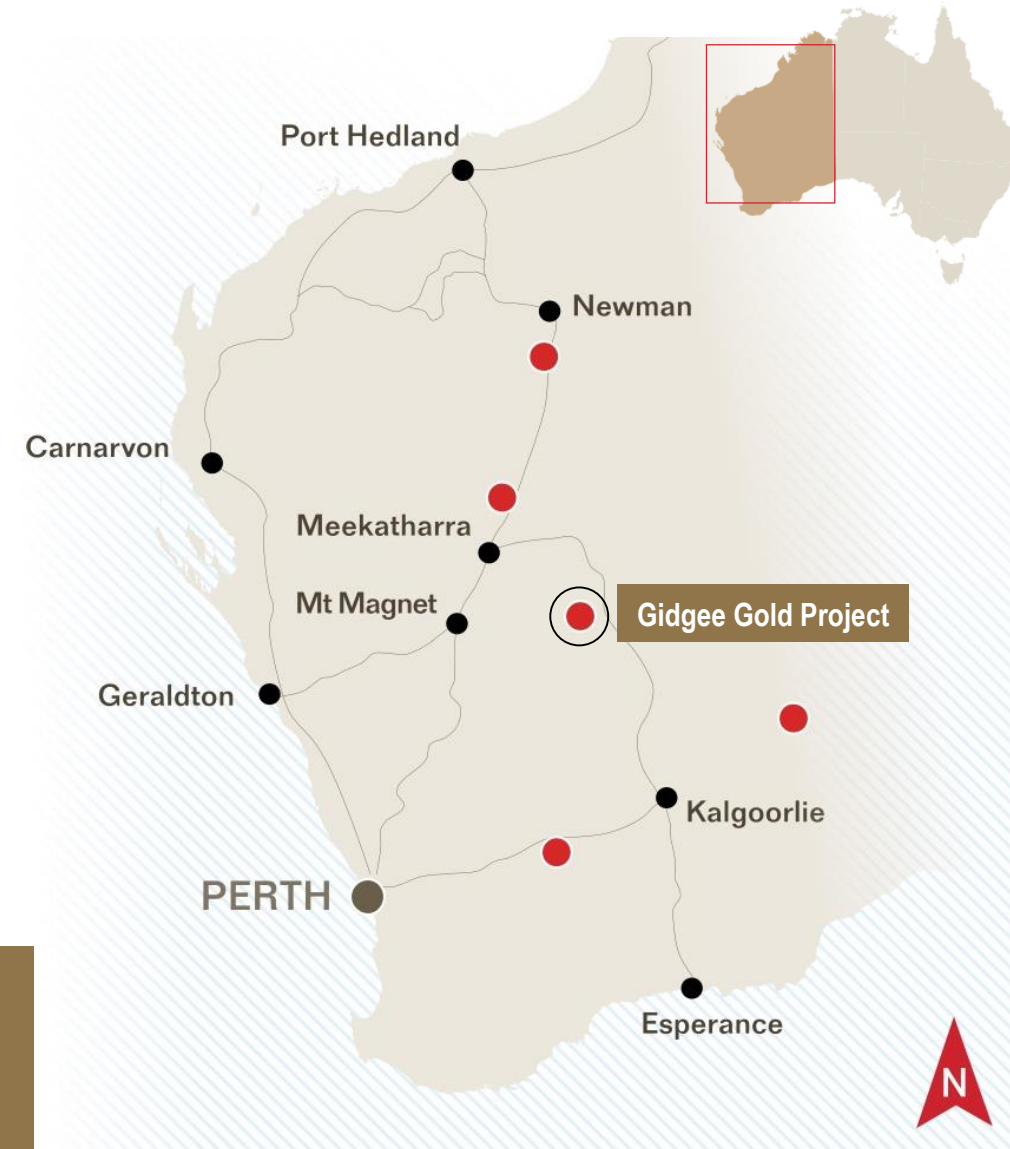 Port Hedland
Newman
Carnarvon
Meekatharra
Mt Magnet
Gidgee Gold Project
Geraldton
Kalgoorlie
PERTH
Esperance
N